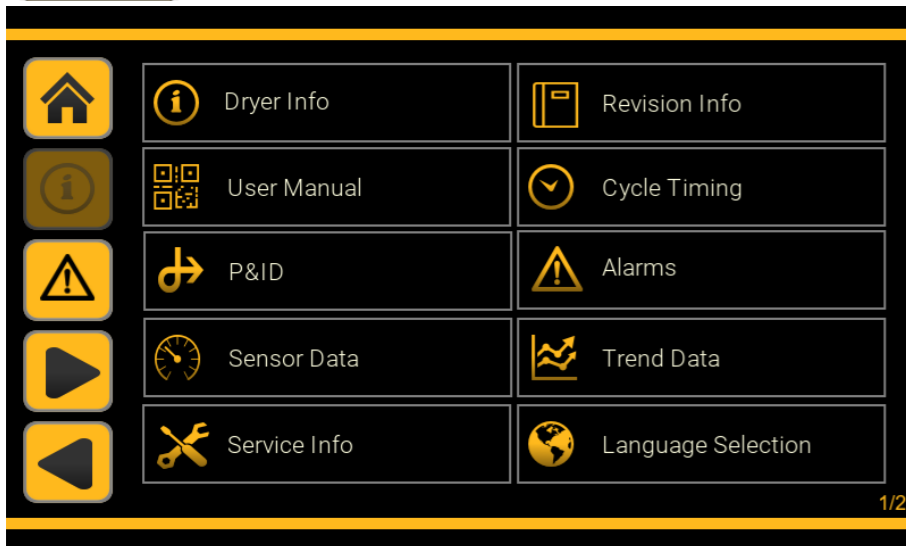 Dryer Info
Revision Info
User Manual
Cycle Timing
P&ID
Alarms
Sensor Data
Trend Data
Service Info
Language Selection
1/2